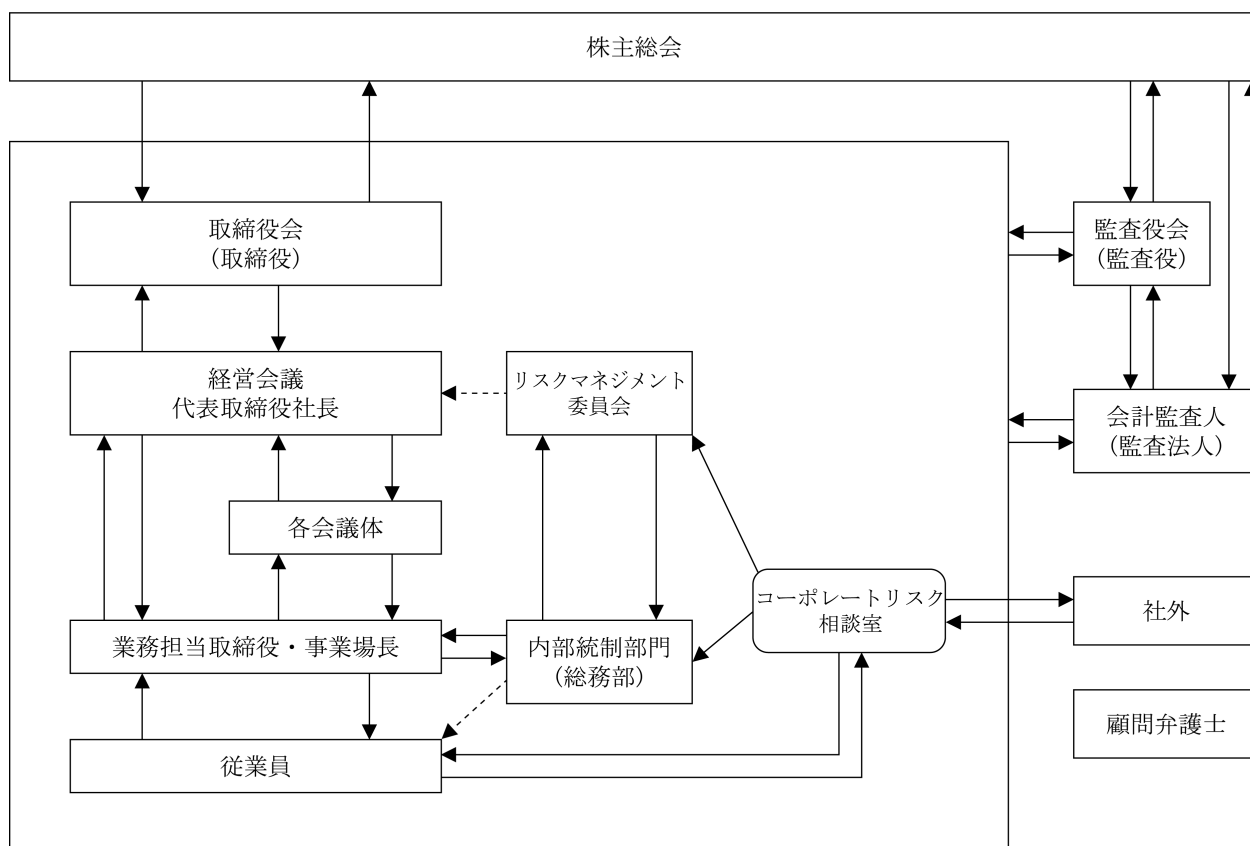 株主総会
取締役会
(取締役)
監査役会
(監査役)
経営会議
代表取締役社長
リスクマネジメント
委員会
会計監査人
(監査法人)
各会議体
コーポレートリスク
相談室
社外
業務担当取締役・事業場長
内部統制部門
(総務部)
顧問弁護士
従業員